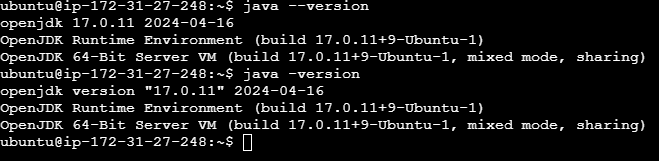 ubuntu@ip-172-31-27-248:~$ java --version
openjdk 17.0.11 2024-04-16
OpenJDK Runtime Environment (build 17.0.11+9-Ubuntu-1)
OpenJDK 64-Bit Server VM (build 17.0.11+9-Ubuntu-1, mixed mode, sharing)
ubuntu@ip-172-31-27-248:~$ java -version
openjdk version "17.0.11" 2024-04-16
OpenJDK Runtime Environment (build 17.0.11+9-Ubuntu-1)
OpenJDK 64-Bit Server VM (build 17.0.11+9-Ubuntu-1, mixed mode, sharing)
ubuntu@ip-172-31-27-248:~$